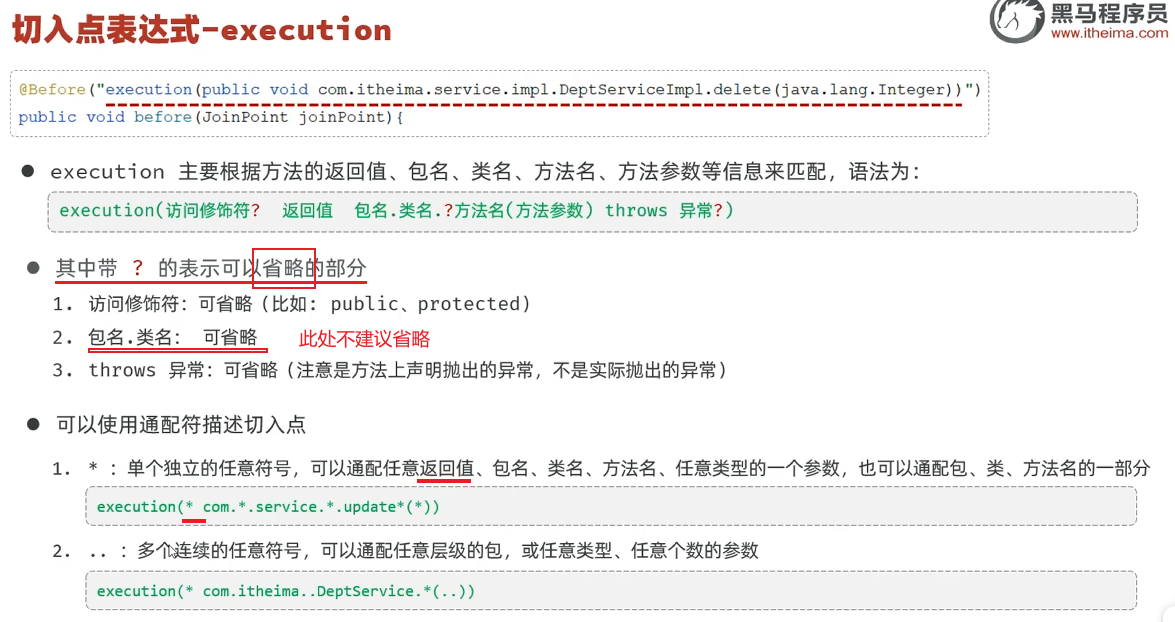 切入点表达式-execution
黑马程序员
www.itheima.com
@Before("execution(public void com.itheima.service.impl.DeptServiceImpl.delete(java.lang.Integer))")
public void before(JoinPoint joinPoint){
● execution 主要根据方法的返回值、包名、类名、方法名、方法参数等信息来匹配，语法为：
execution(访问修饰符? 返回值 包名.类名.?方法名(方法参数) throws 异常?)
● 其中带 ? 的表示可以省略的部分
1. 访问修饰符：可省略（比如: public、protected）
2. 包名.类名： 可省略 此处不建议省略
3. throws 异常：可省略（注意是方法上声明抛出的异常，不是实际抛出的异常）
● 可以使用通配符描述切入点
1. * ：单个独立的任意符号，可以通配任意返回值、包名、类名、方法名、任意类型的一个参数，也可以通配包、类、方法名的一部分
execution(* com.*.service.*.update*(*))
2. .. ：多个连续的任意符号，可以通配任意层级的包，或任意类型、任意个数的参数
execution(* com.itheima..DeptService.*(..))